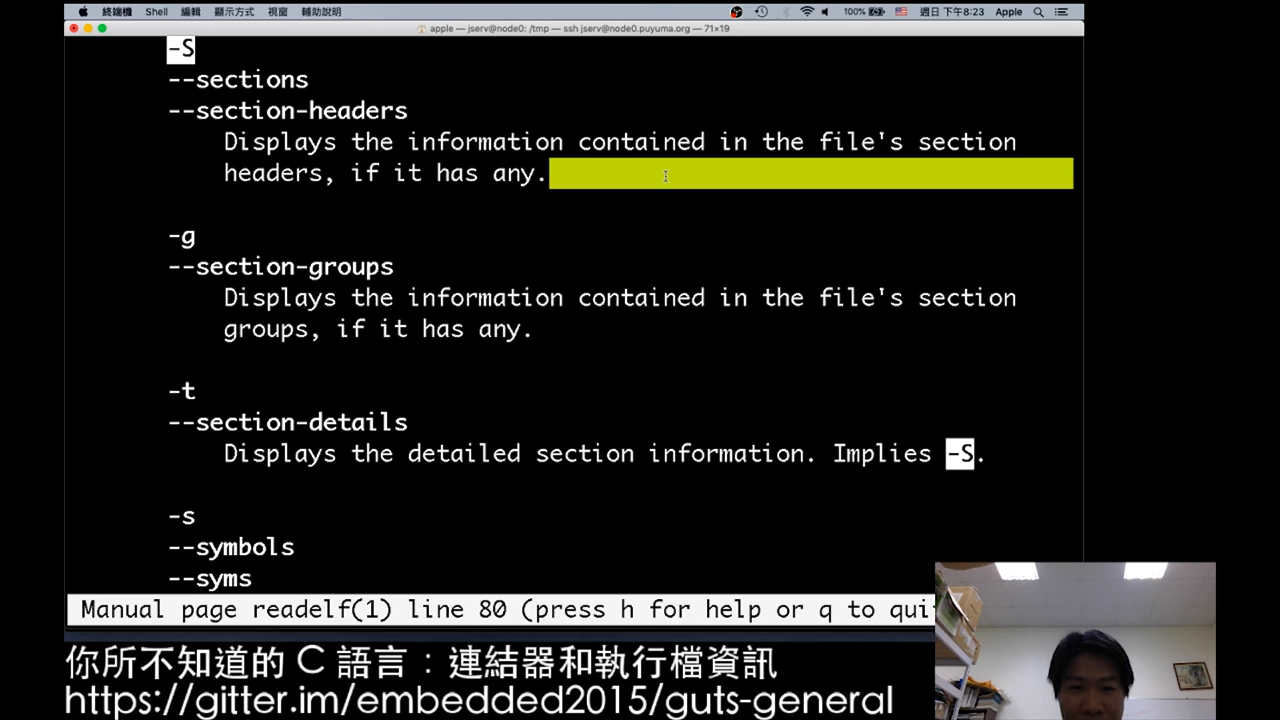 終端機 Shell 編輯 顯示方式 視窗 輔助說明 100% 週日 下午8:23 Apple
apple — jserv@node0: /tmp — ssh jserv@node0.puyuma.org — 71×19
-S
--sections
--section-headers
Displays the information contained in the file's section
headers, if it has any.
-g
--section-groups
Displays the information contained in the file's section
groups, if it has any.
-t
--section-details
Displays the detailed section information. Implies -S.
-s
--symbols
--syms
Manual page readelf(1) line 80 (press h for help or q to qui
你所不知道的 C 語言：連結器和執行檔資訊
https://gitter.im/embedded2015/guts-general